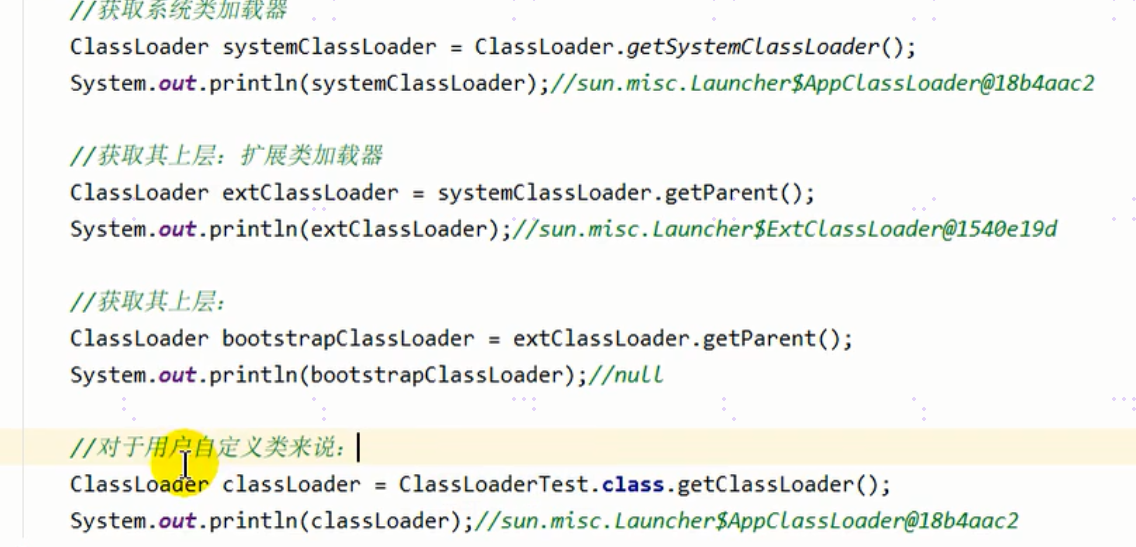 //获取系统类加载器
ClassLoader systemClassLoader = ClassLoader.getSystemClassLoader();
System.out.println(systemClassLoader);//sun.misc.Launcher$AppClassLoader@18b4aac2
//获取其上层：扩展类加载器
ClassLoader extClassLoader = systemClassLoader.getParent();
System.out.println(extClassLoader);//sun.misc.Launcher$ExtClassLoader@1540e19d
//获取其上层：
ClassLoader bootstrapClassLoader = extClassLoader.getParent();
System.out.println(bootstrapClassLoader);//null
//对于用户自定义类来说：
ClassLoader classLoader = ClassLoaderTest.class.getClassLoader();
System.out.println(classLoader);//sun.misc.Launcher$AppClassLoader@18b4aac2